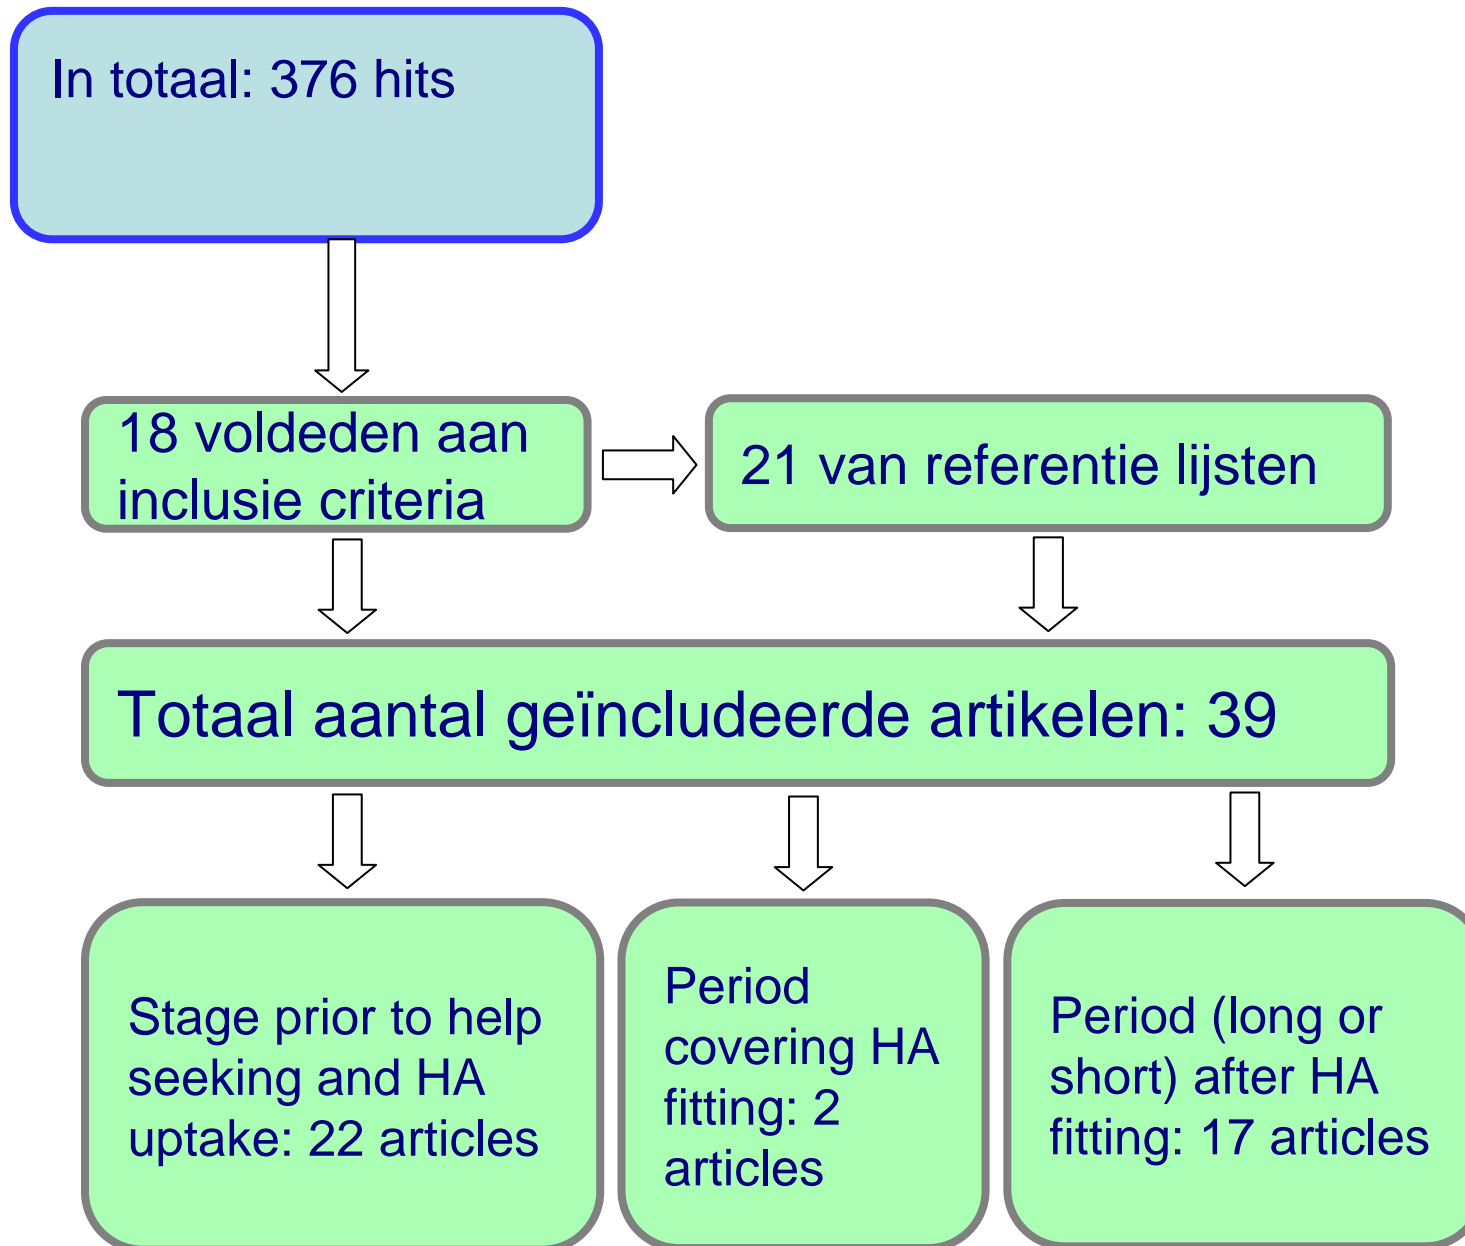 In totaal: 376 hits
18 voldeden aan
inclusie criteria
21 van referentie lijsten
Totaal aantal geïncludeerde artikelen: 39
Stage prior to help
seeking and HA
uptake: 22 articles
Period
covering HA
fitting: 2
articles
Period (long or
short) after HA
fitting: 17 articles